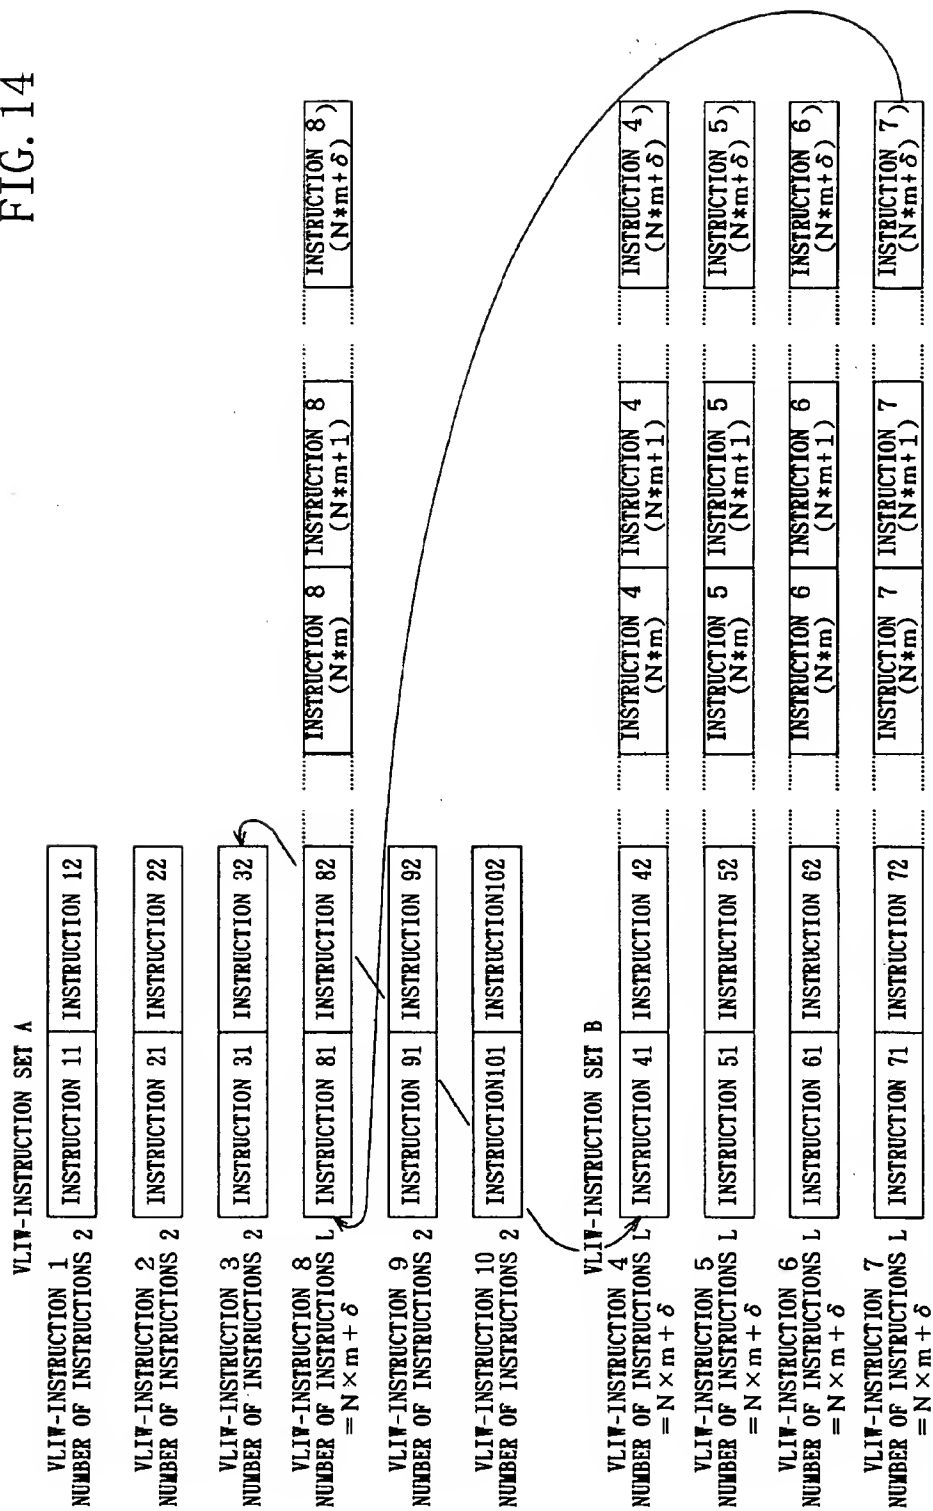 FIG. 14
VLIW-INSTRUCTION SET A
VLIW-INSTRUCTION 1
NUMBER OF INSTRUCTIONS 2
INSTRUCTION 11
INSTRUCTION 12
VLIW-INSTRUCTION 2
NUMBER OF INSTRUCTIONS 2
INSTRUCTION 21
INSTRUCTION 22
VLIW-INSTRUCTION 3
NUMBER OF INSTRUCTIONS 2
INSTRUCTION 31
INSTRUCTION 32
VLIW-INSTRUCTION 8
NUMBER OF INSTRUCTIONS L
=N×m+δ
INSTRUCTION 81
INSTRUCTION 82
INSTRUCTION 8
(N*m)
INSTRUCTION 8
(N*m+1)
INSTRUCTION 8
(N*m+δ)
VLIW-INSTRUCTION 9
NUMBER OF INSTRUCTIONS 2
INSTRUCTION 91
INSTRUCTION 92
VLIW-INSTRUCTION 10
NUMBER OF INSTRUCTIONS 2
INSTRUCTION101
INSTRUCTION102
VLIW-INSTRUCTION SET B
VLIW-INSTRUCTION 4
NUMBER OF INSTRUCTIONS L
=N×m+δ
INSTRUCTION 41
INSTRUCTION 42
INSTRUCTION 4
(N*m)
INSTRUCTION 4
(N*m+1)
INSTRUCTION 4
(N*m+δ)
VLIW-INSTRUCTION 5
NUMBER OF INSTRUCTIONS L
=N×m+δ
INSTRUCTION 51
INSTRUCTION 52
INSTRUCTION 5
(N*m)
INSTRUCTION 5
(N*m+1)
INSTRUCTION 5
(N*m+δ)
VLIW-INSTRUCTION 6
NUMBER OF INSTRUCTIONS L
=N×m+δ
INSTRUCTION 61
INSTRUCTION 62
INSTRUCTION 6
(N*m)
INSTRUCTION 6
(N*m+1)
INSTRUCTION 6
(N*m+δ)
VLIW-INSTRUCTION 7
NUMBER OF INSTRUCTIONS L
=N×m+δ
INSTRUCTION 71
INSTRUCTION 72
INSTRUCTION 7
(N*m)
INSTRUCTION 7
(N*m+1)
INSTRUCTION 7
(N*m+δ)